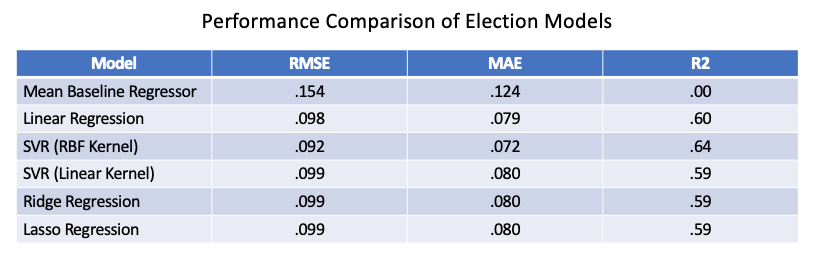 Performance Comparison of Election Models
Model RMSE MAE R2
Mean Baseline Regressor .154 .124 .00
Linear Regression .098 .079 .60
SVR (RBF Kernel) .092 .072 .64
SVR (Linear Kernel) .099 .080 .59
Ridge Regression .099 .080 .59
Lasso Regression .099 .080 .59